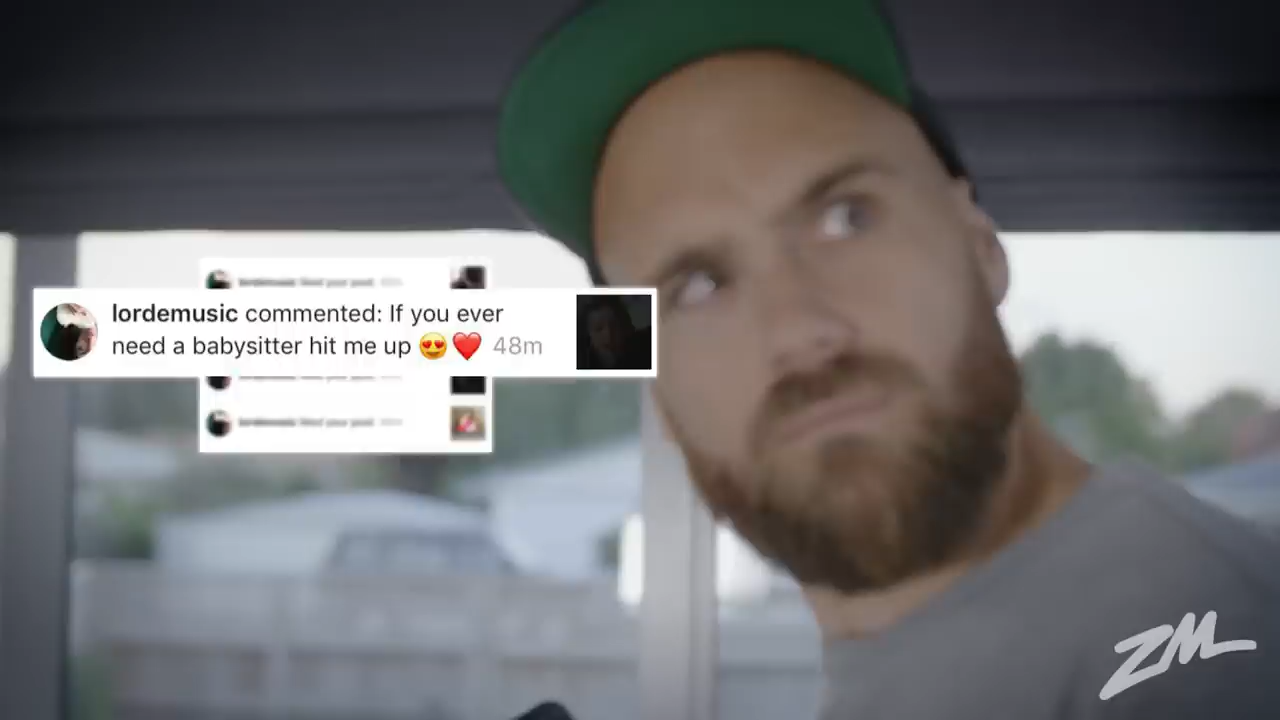 lordemusic commented: If you ever
need a babysitter hit me up 😍❤️ 48m
ZM